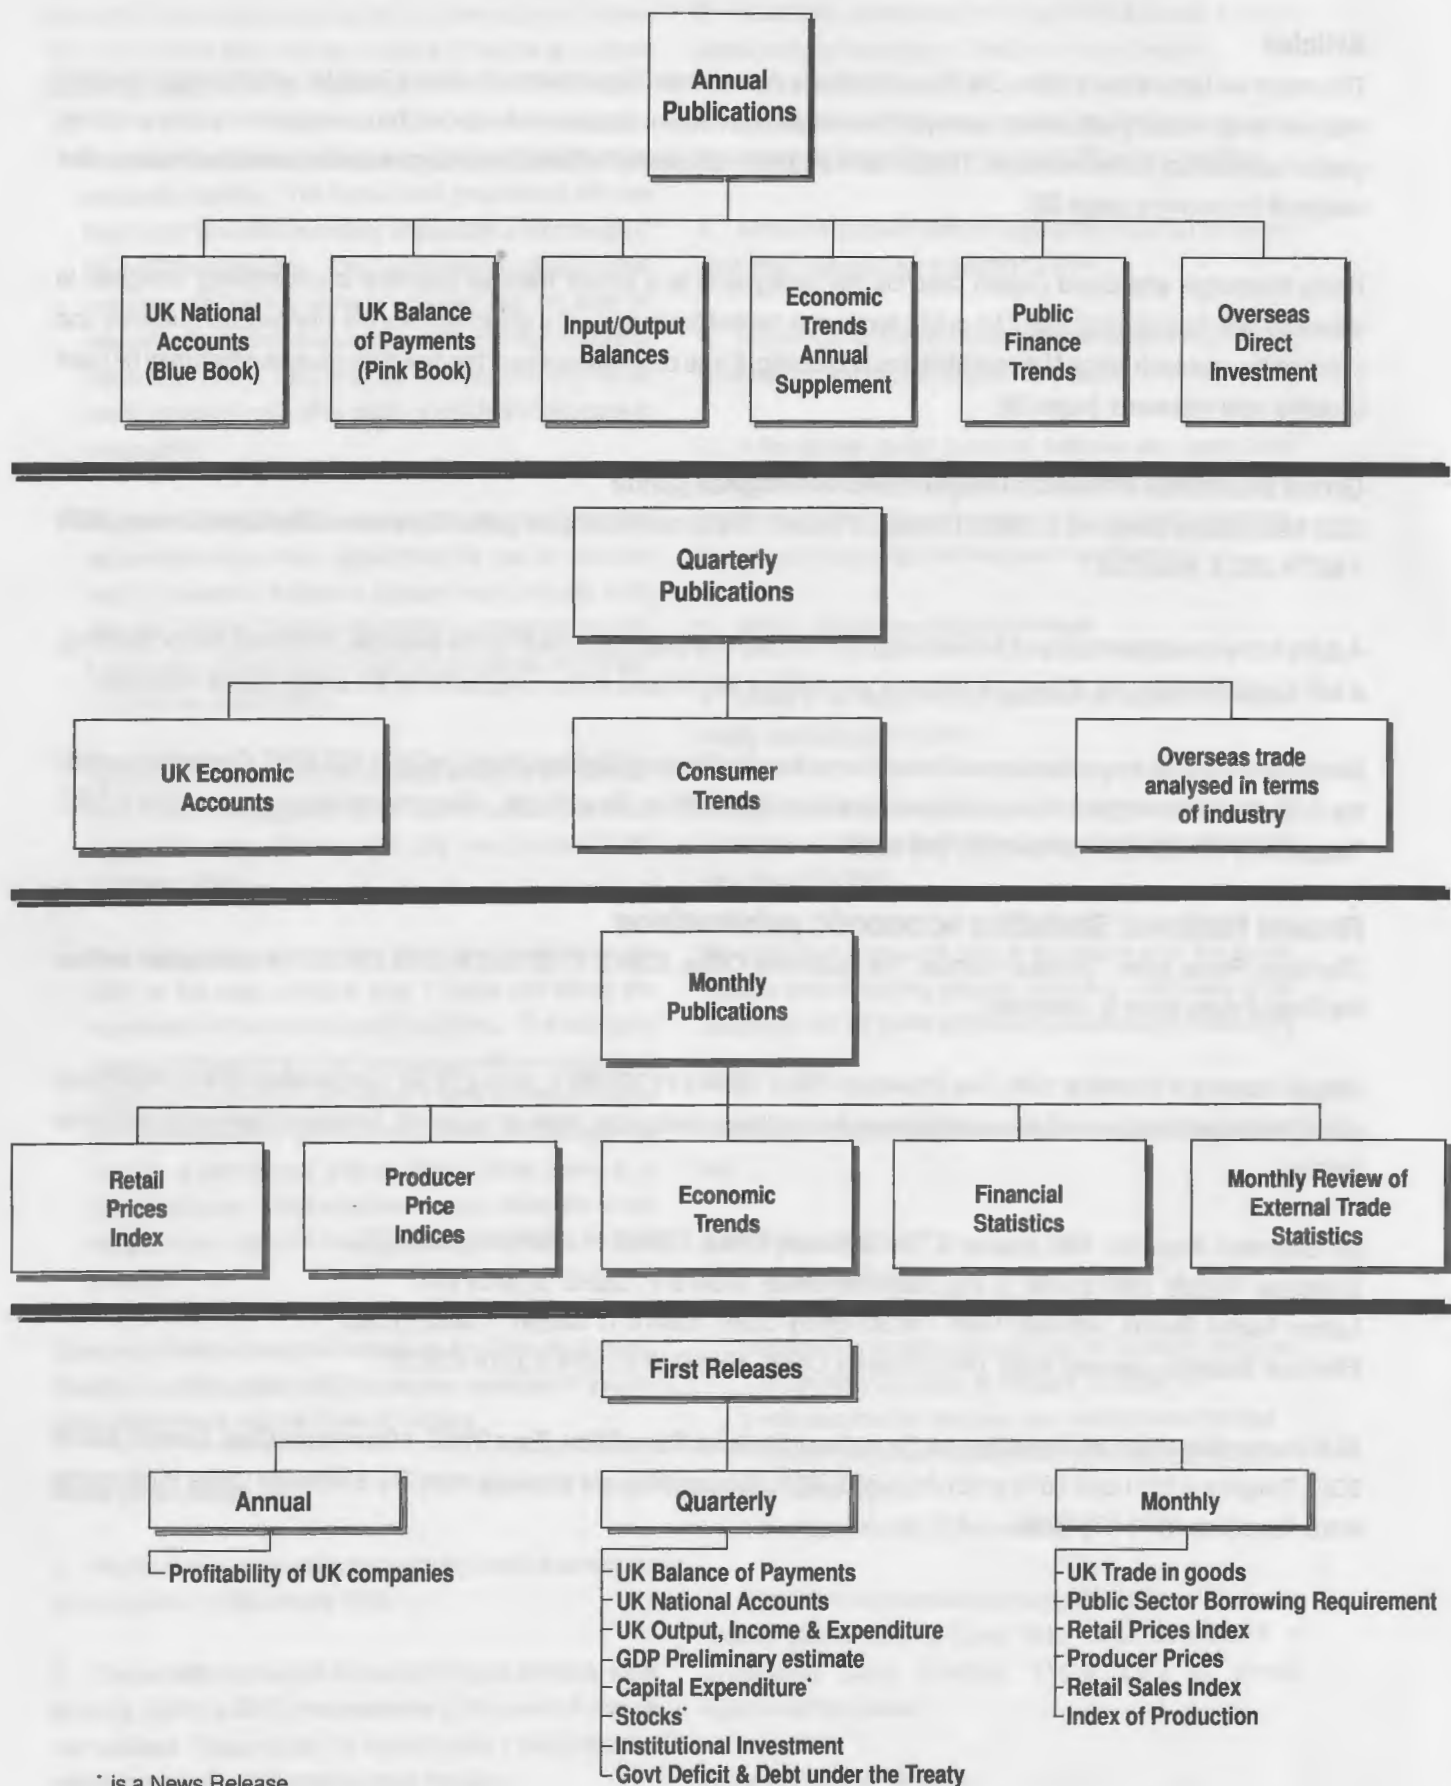 Annual
Publications
UK National
Accounts
(Blue Book)
UK Balance
of Payments
(Pink Book)
Input/Output
Balances
Economic
Trends
Annual
Supplement
Public
Finance
Trends
Overseas
Direct
Investment
Quarterly
Publications
UK Economic
Accounts
Consumer
Trends
Overseas trade
analysed in terms
of industry
Monthly
Publications
Retail
Prices
Index
Producer
Price
Indices
Economic
Trends
Financial
Statistics
Monthly Review of
External Trade
Statistics
First Releases
Annual
Profitability of UK companies
Quarterly
UK Balance of Payments
UK National Accounts
UK Output, Income & Expenditure
GDP Preliminary estimate
Capital Expenditure*
Stocks*
Institutional Investment
Govt Deficit & Debt under the Treaty
Monthly
UK Trade in goods
Public Sector Borrowing Requirement
Retail Prices Index
Producer Prices
Retail Sales Index
Index of Production
* is a News Release